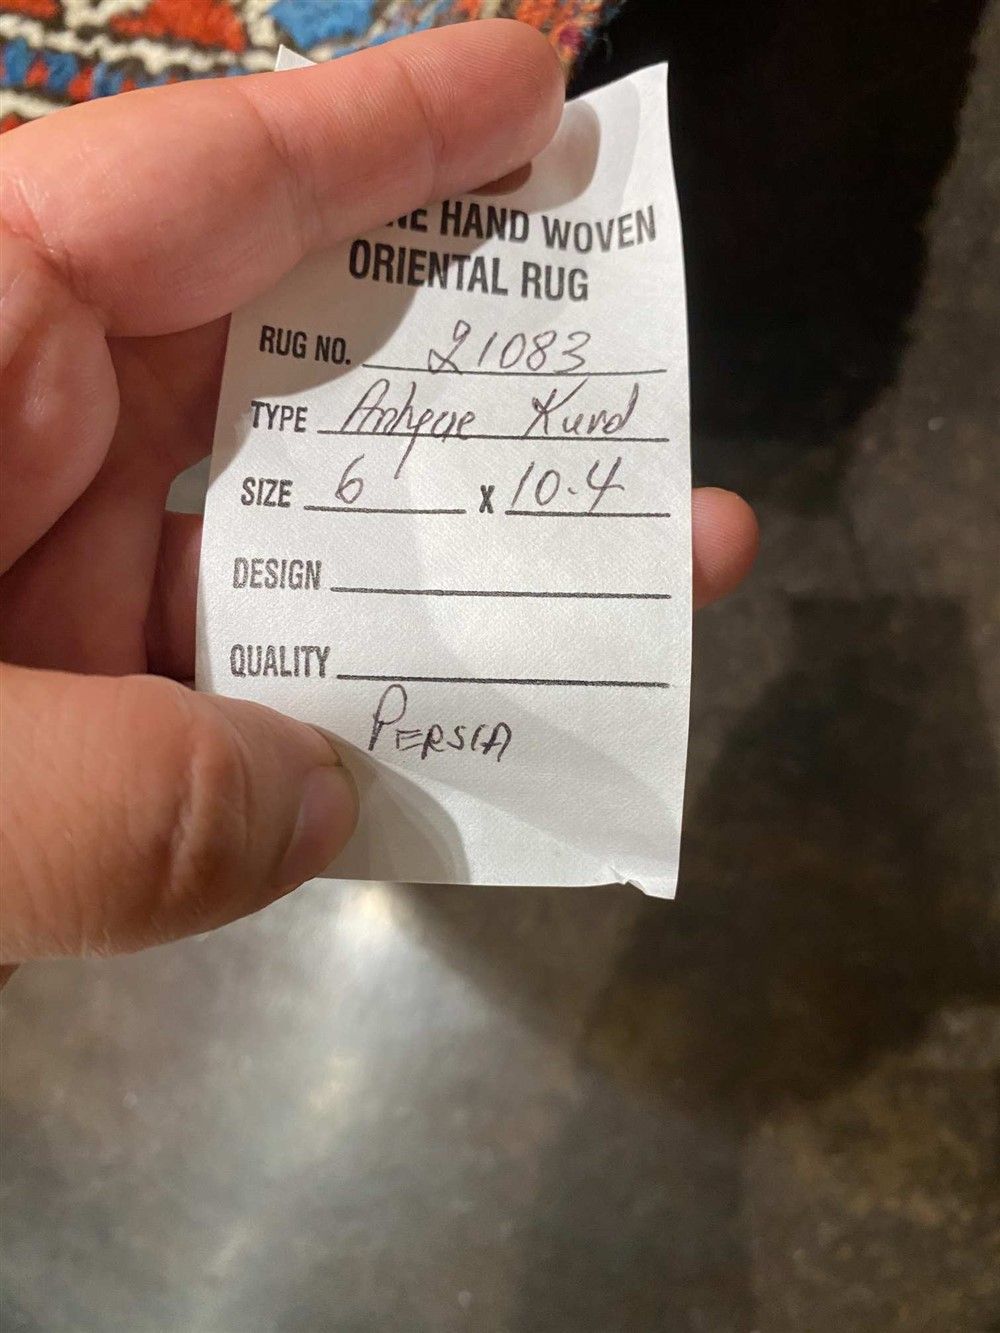 HAND WOVEN
ORIENTAL RUG
RUG NO. 21083
TYPE Antique Kurd
SIZE 6 X 10.4
DESIGN
QUALITY
PERSIA